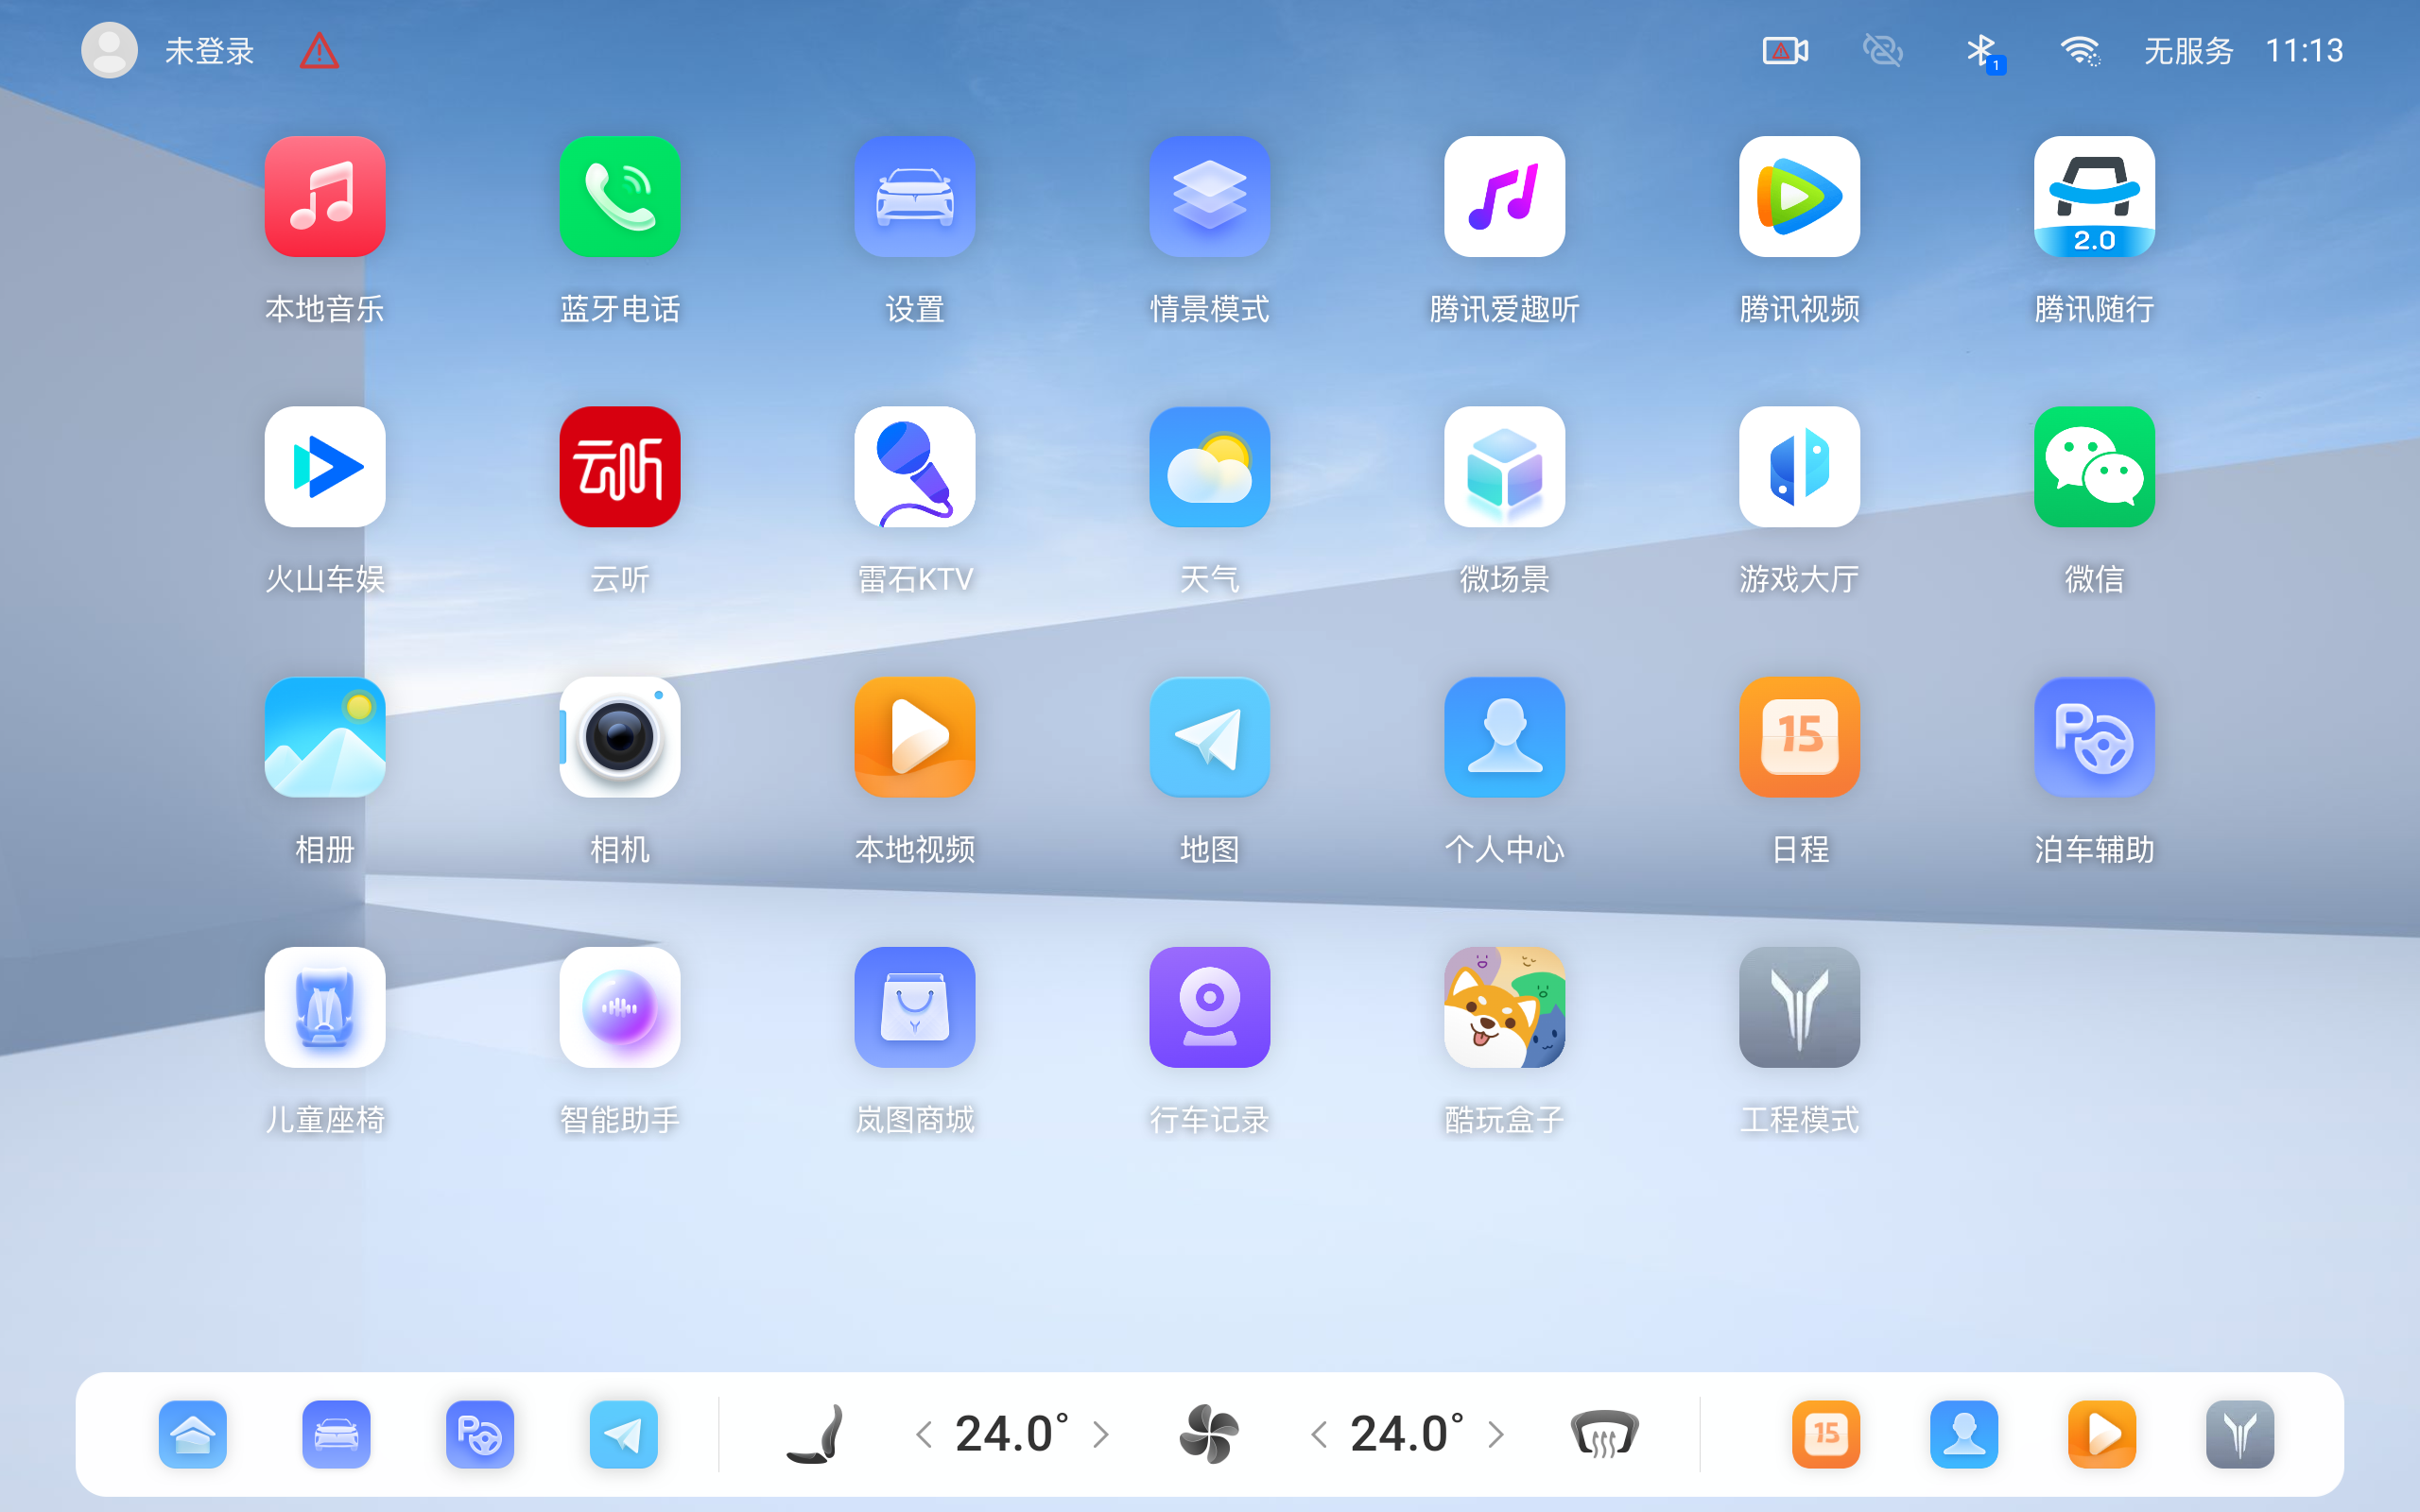 未登录
1
无服务 11:13
2.0
本地音乐 蓝牙电话 设置 情景模式 腾讯爱趣听 腾讯视频 腾讯随行
云听
火山车娱 云听 雷石KTV 天气 微场景 游戏大厅 微信
15
P
相册 相机 本地视频 地图 个人中心 日程 泊车辅助
儿童座椅 智能助手 岚图商城 行车记录 酷玩盒子 工程模式
P
24.0°
24.0°
15